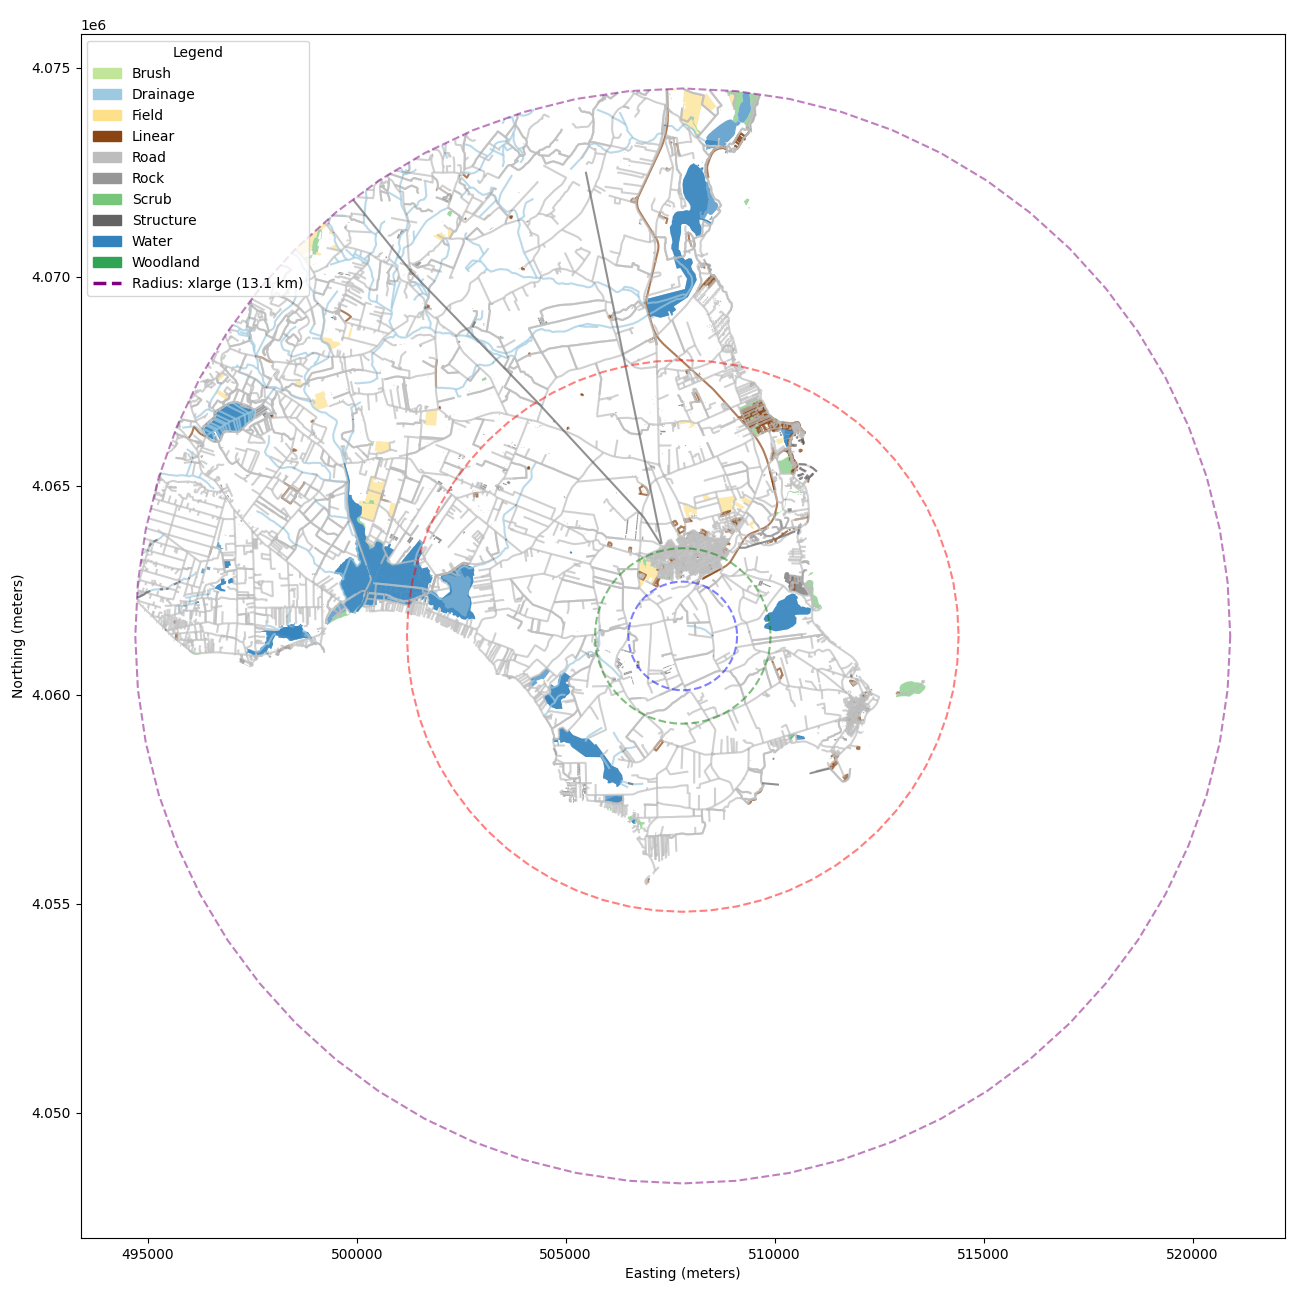 1e6
Legend
Brush
Drainage
Field
Linear
Road
Rock
Scrub
Structure
Water
Woodland
Radius: xlarge (13.1 km)
4.075
4.070
4.065
4.060
4.055
4.050
Northing (meters)
495000 500000 505000 510000 515000 520000
Easting (meters)